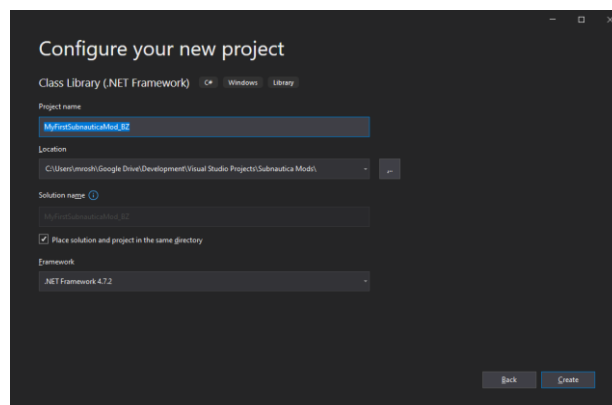 Configure your new project
Class Library (.NET Framework) C# Windows Library
Project name
MyFirstSubnauticaMod_BZ
Location
C:\Users\mrosh\Google Drive\Development\Visual Studio Projects\Subnautica Mods\
...
Solution name
MyFirstSubnauticaMod_BZ
Place solution and project in the same directory
Framework
.NET Framework 4.7.2
Back Create